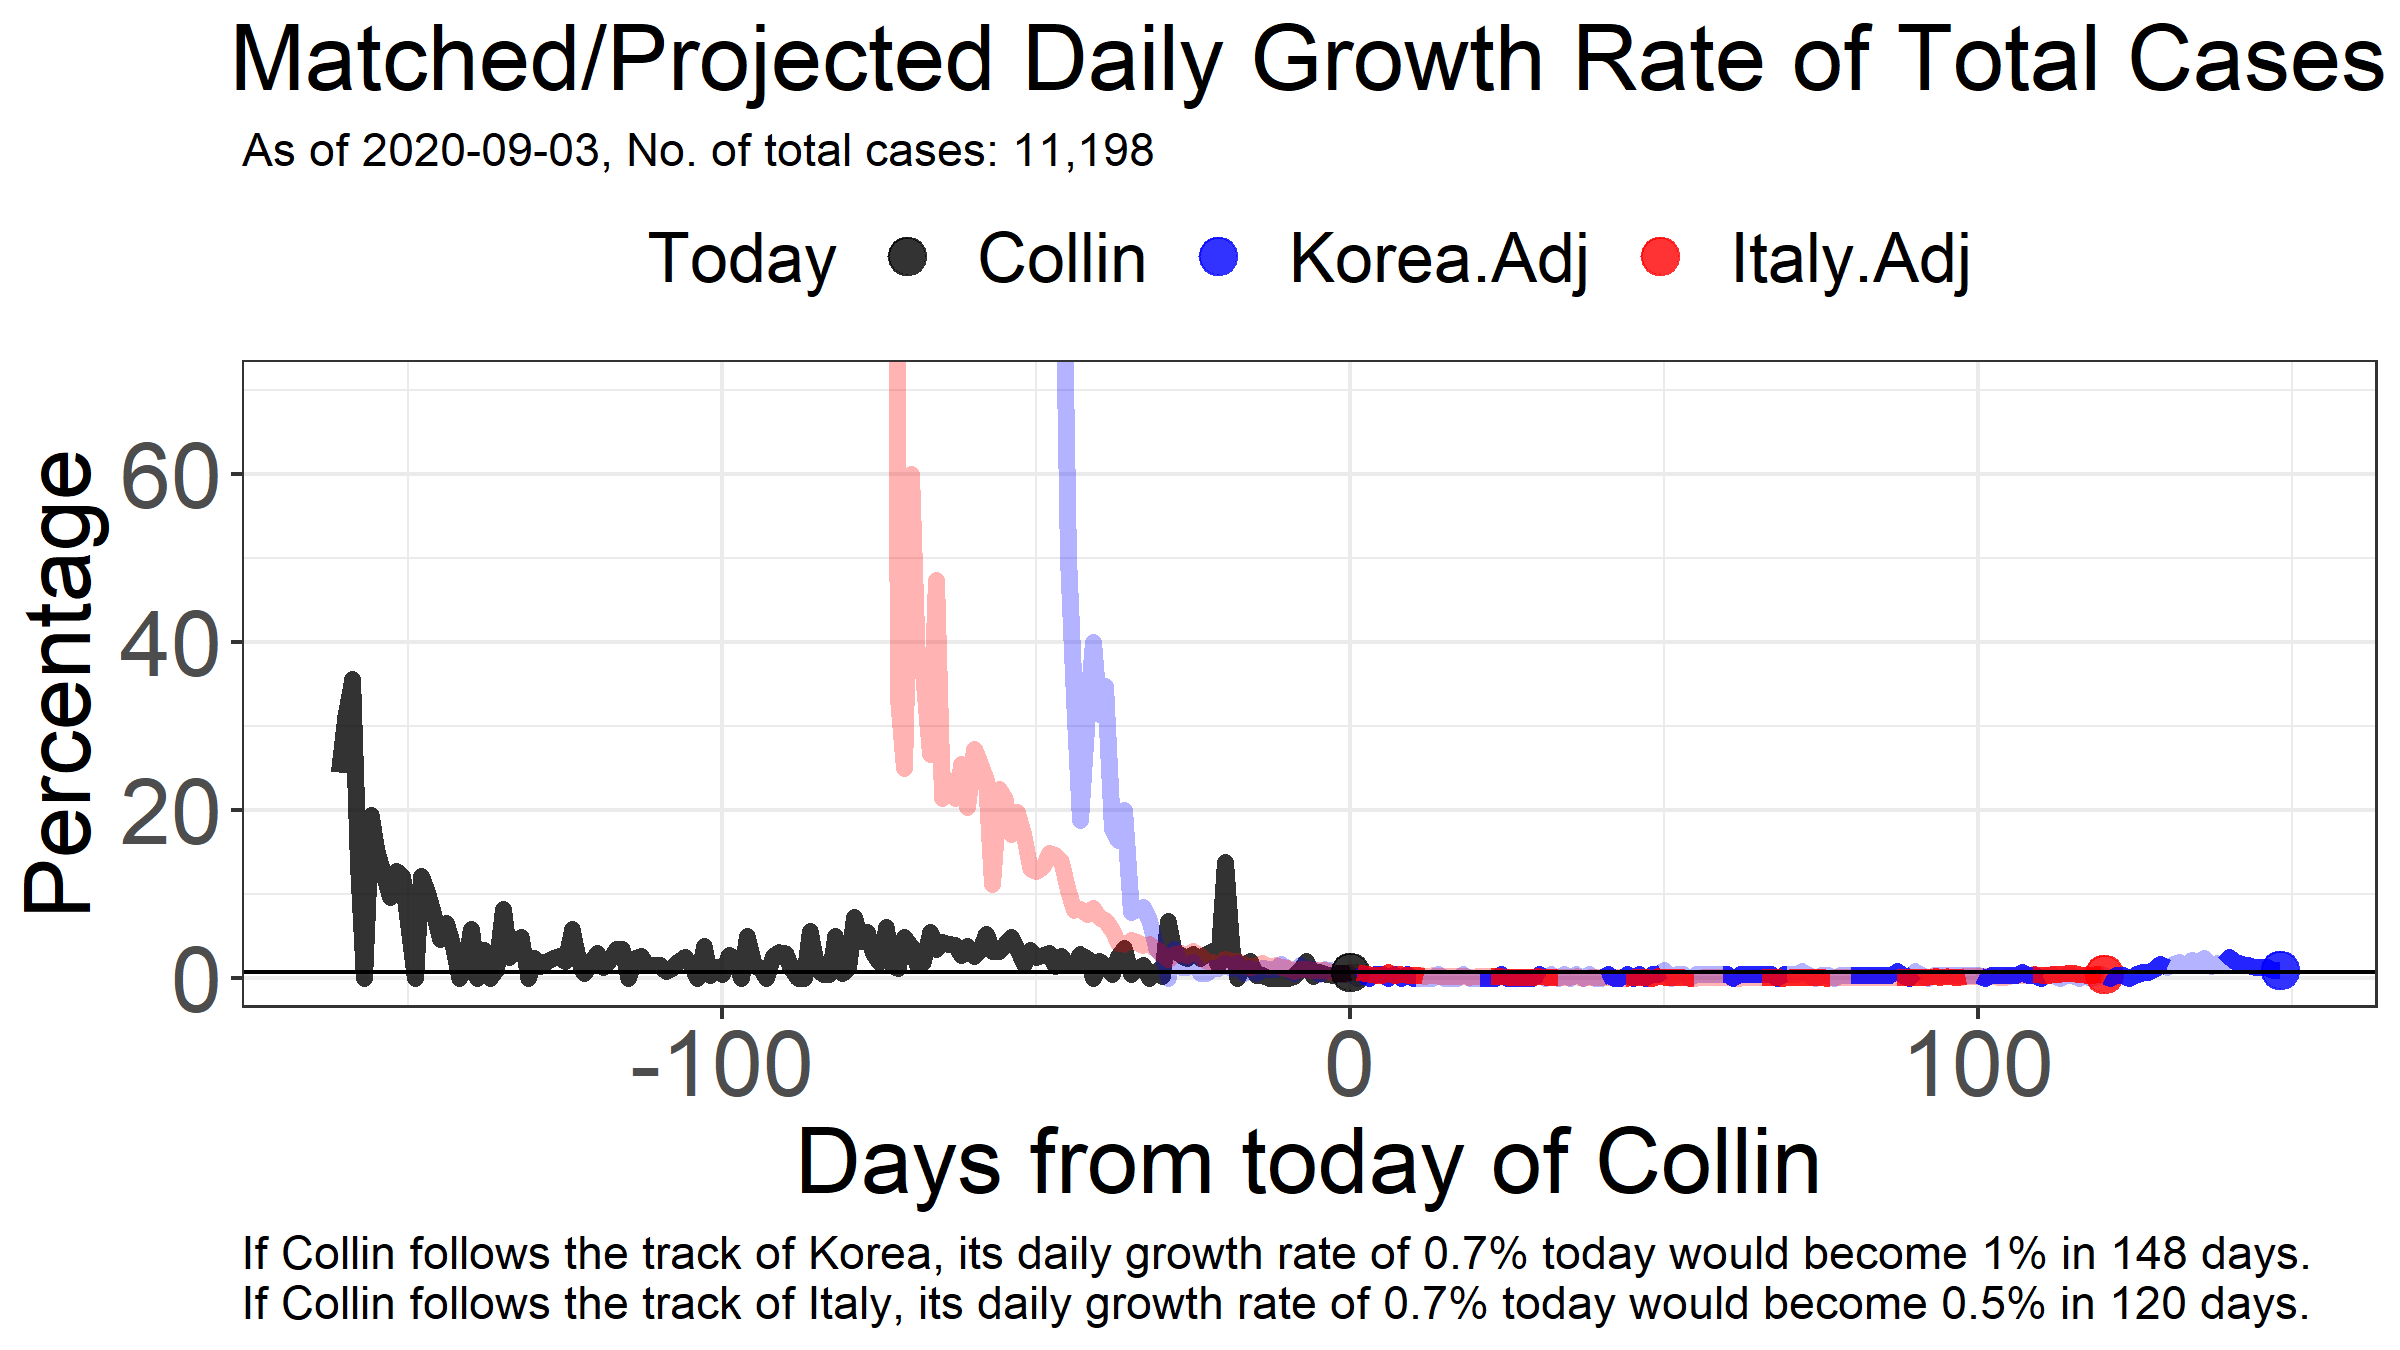 Matched/Projected Daily Growth Rate of Total Cases
As of 2020-09-03, No. of total cases: 11,198
Today Collin Korea.Adj Italy.Adj
Percentage
60
40
20
0
-100 0 100
Days from today of Collin
If Collin follows the track of Korea, its daily growth rate of 0.7% today would become 1% in 148 days.
If Collin follows the track of Italy, its daily growth rate of 0.7% today would become 0.5% in 120 days.